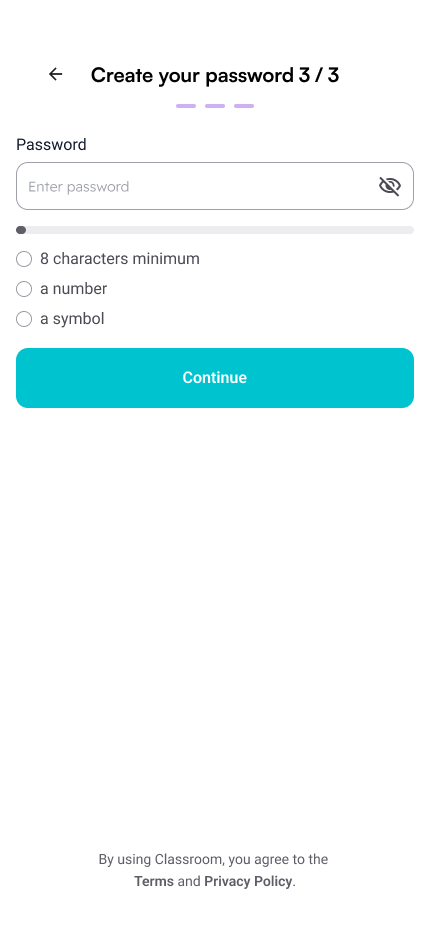 Create your password 3 / 3
Password
Enter password
8 characters minimum
a number
a symbol
Continue
By using Classroom, you agree to the
Terms and Privacy Policy.